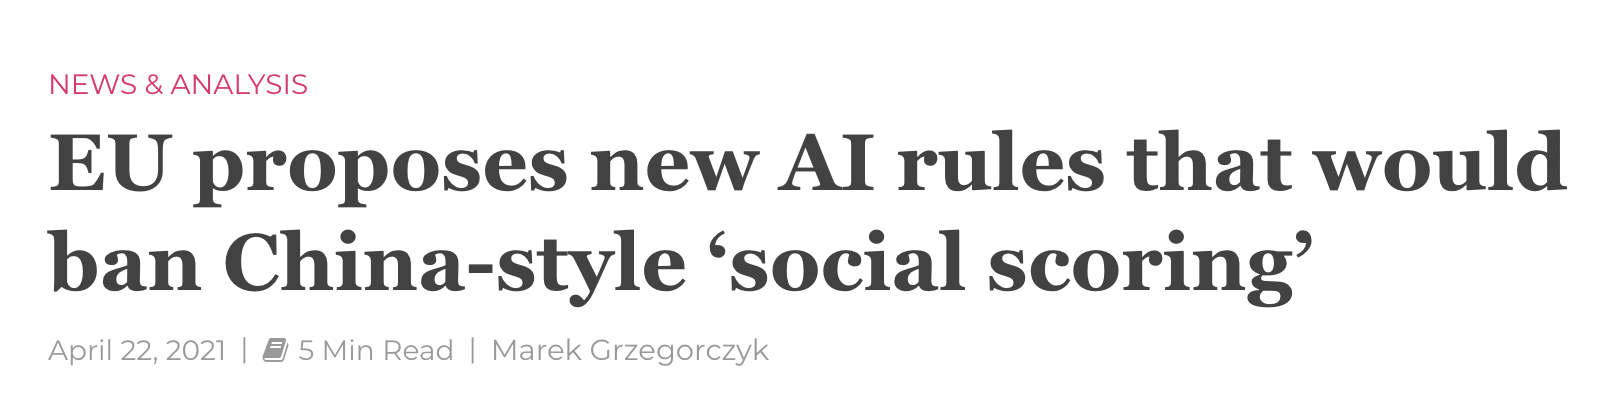 NEWS & ANALYSIS
EU proposes new AI rules that would
ban China-style ‘social scoring’
April 22, 2021 | 5 Min Read | Marek Grzegorczyk